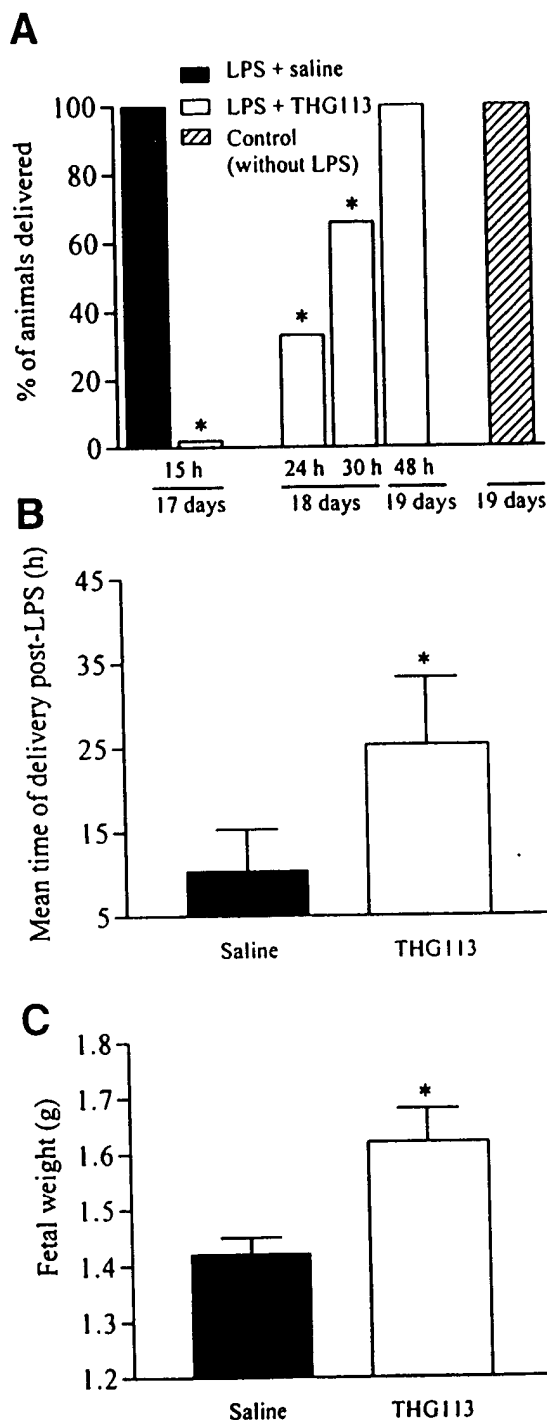 A
LPS + saline
LPS + THG113
Control
(without LPS)
% of animals delivered
100
80
60
40
20
0
*
*
*
15 h
24 h
30 h
48 h
17 days
18 days
19 days
19 days
B
Mean time of delivery post-LPS (h)
45
35
25
15
5
*
Saline
THG113
C
Fetal weight (g)
1.8
1.7
1.6
1.5
1.4
1.3
1.2
*
Saline
THG113